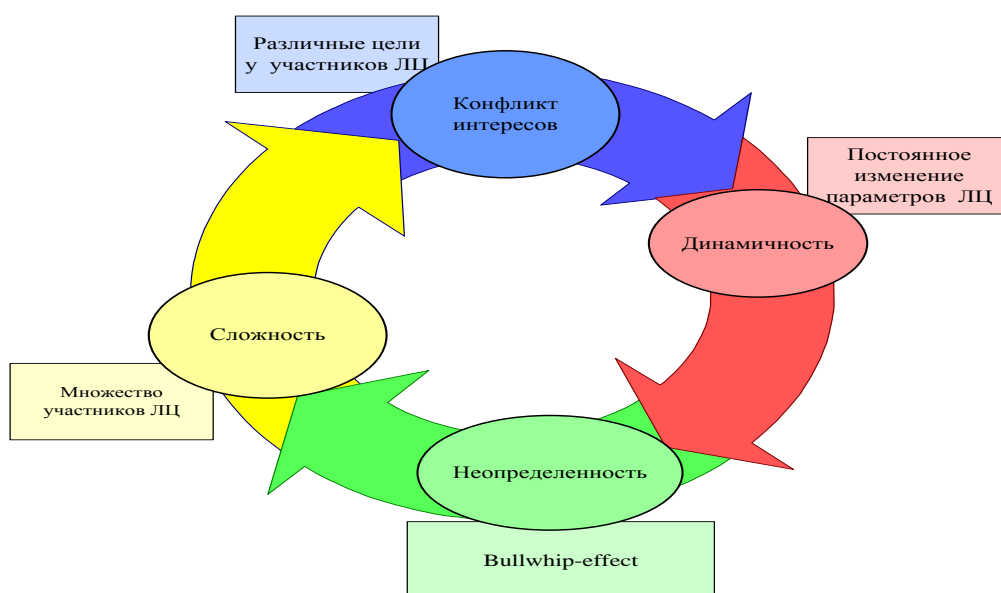 Различные цели
у участников ЛЦ
Конфликт
интересов
Постоянное
изменение
параметров ЛЦ
Динамичность
Сложность
Множество
участников ЛЦ
Неопределенность
Bullwhip-effect